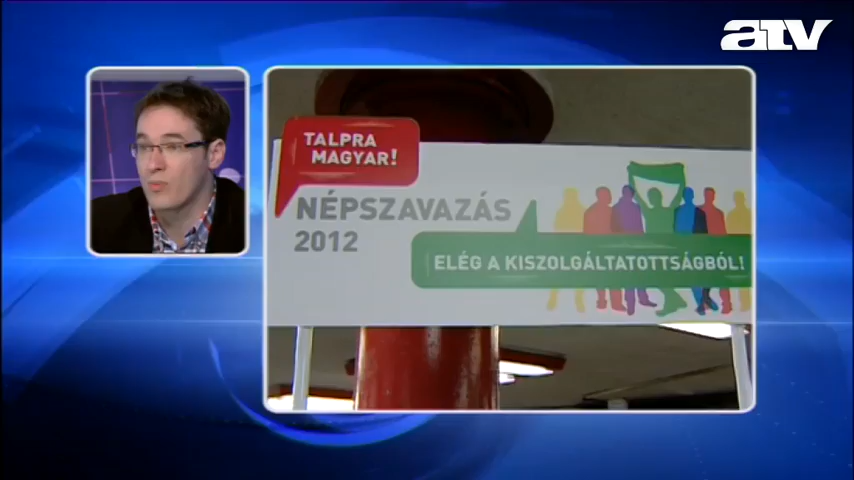 atv
TALPRA
MAGYAR!
NÉPSZAVAZÁS
2012
ELÉG A KISZOLGÁLTATOTTSÁGBÓL!